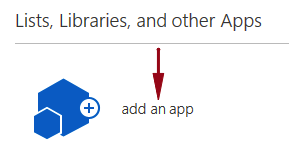 Lists, Libraries, and other Apps
add an app